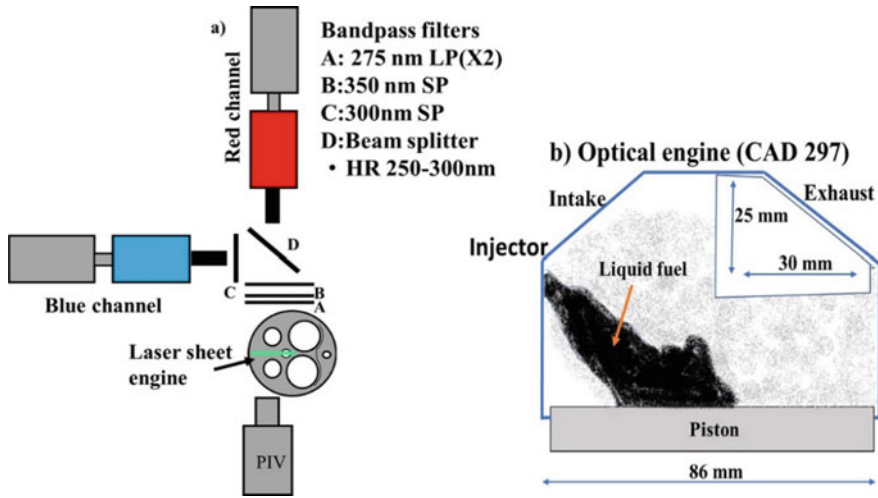 a)
Bandpass filters
A: 275 nm LP(X2)
B:350 nm SP
C:300nm SP
D:Beam splitter
• HR 250-300nm
Red channel
D
C
B
A
Blue channel
Laser sheet
engine
PIV
b) Optical engine (CAD 297)
Intake
Exhaust
25 mm
30 mm
Injector
Liquid fuel
Piston
86 mm